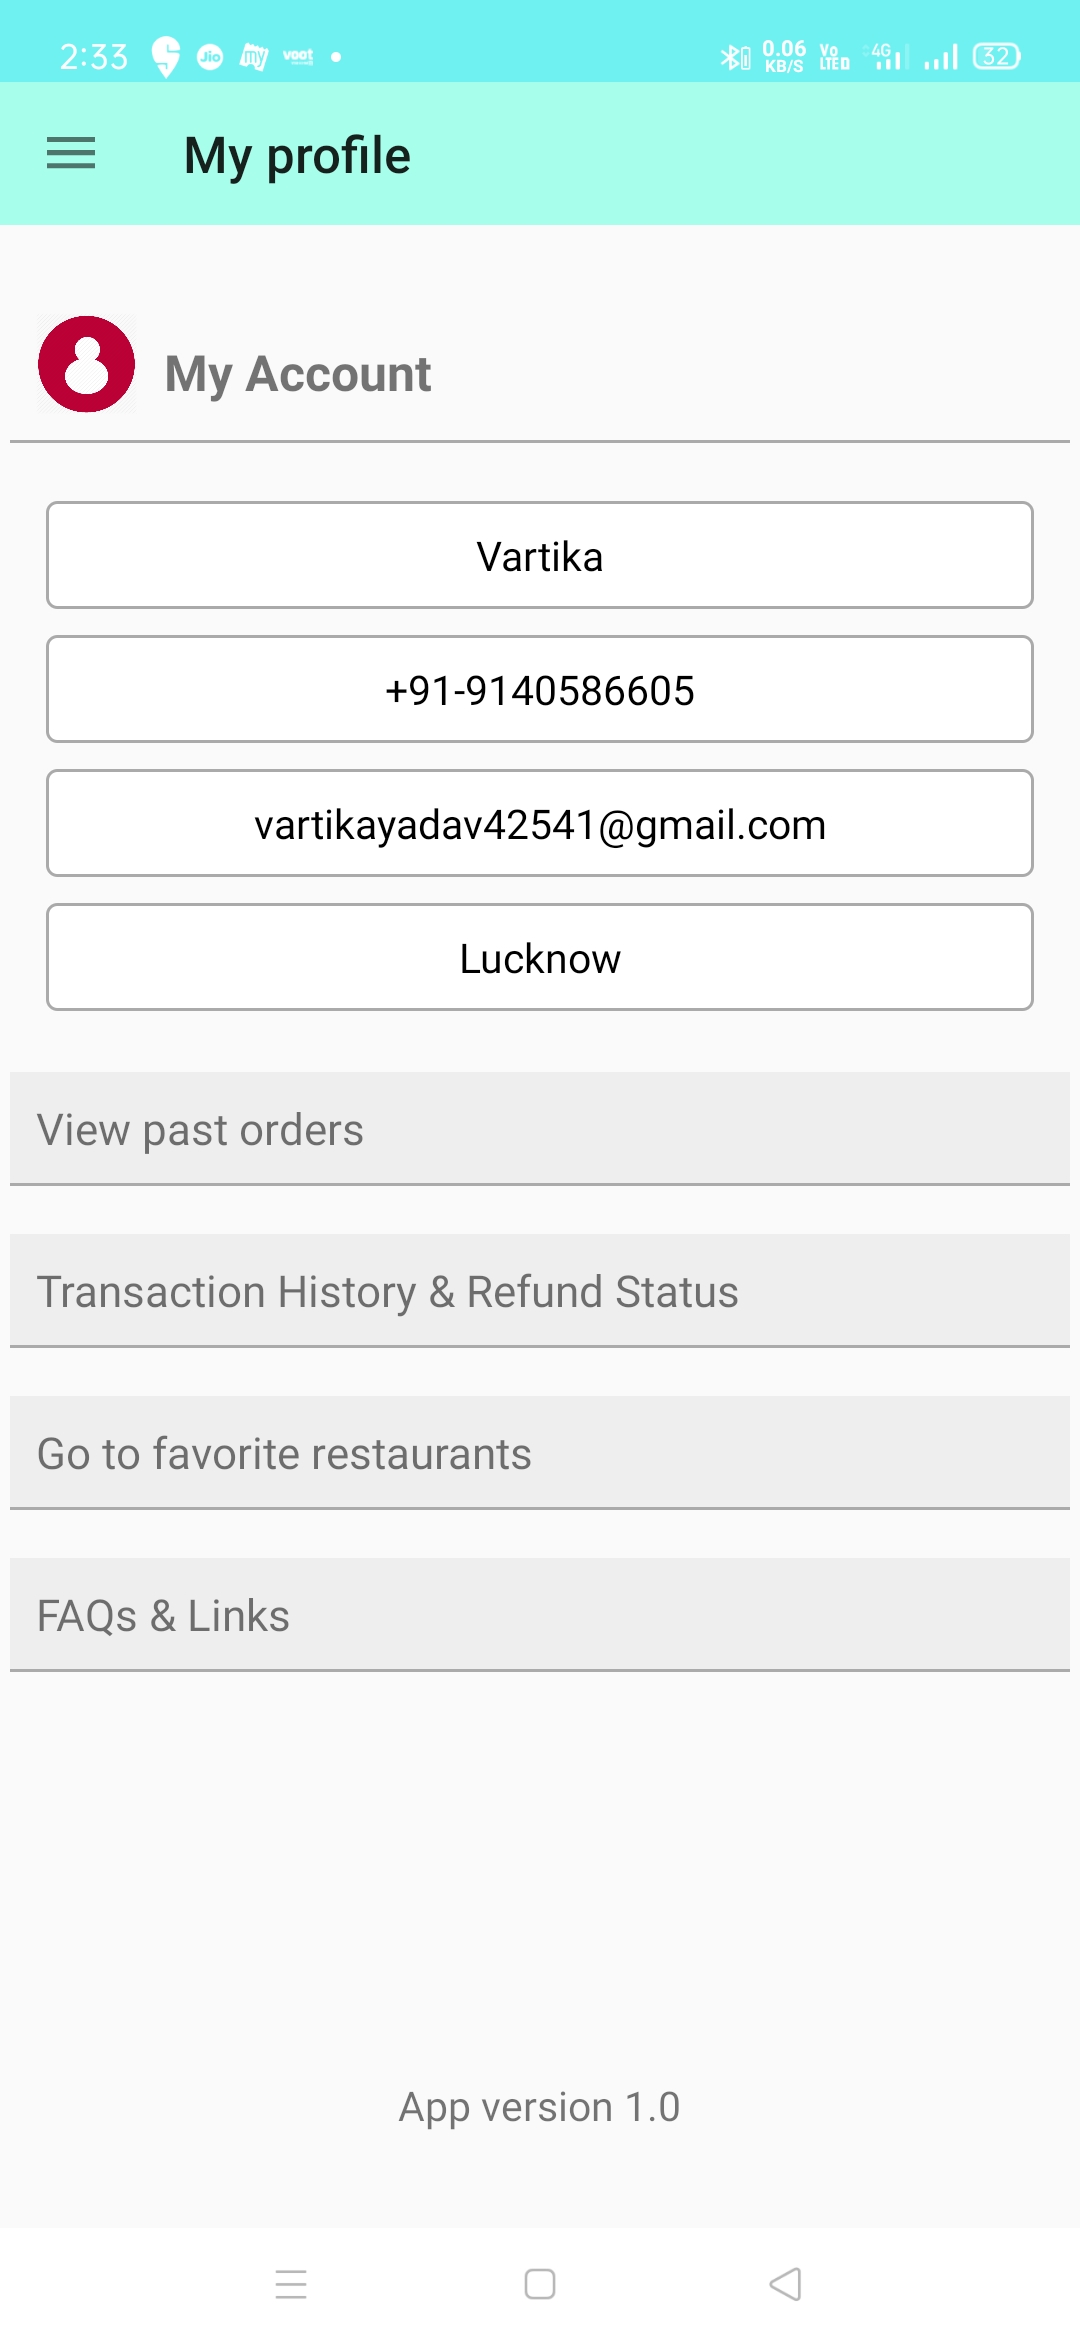 2:33 Jio my voot 0.06 KB/S Vo LTE 4G 32
My profile
My Account
Vartika
+91-9140586605
vartikayadav42541@gmail.com
Lucknow
View past orders
Transaction History & Refund Status
Go to favorite restaurants
FAQs & Links
App version 1.0